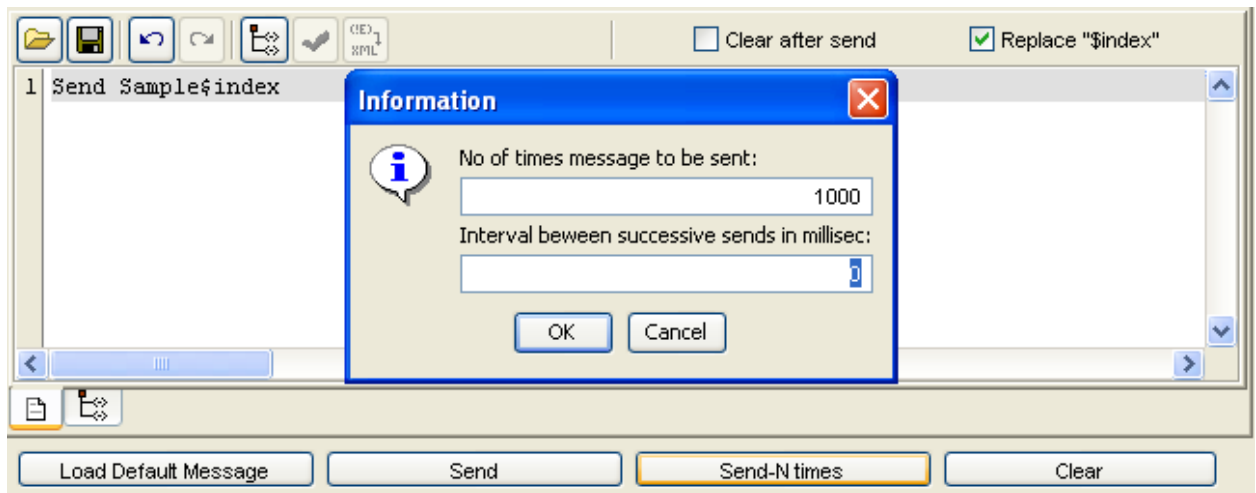 (!E)
XML
Clear after send
Replace "$index"
1 Send Sample$index
Information
No of times message to be sent:
1000
Interval beween successive sends in millisec:
0
OK
Cancel
Load Default Message
Send
Send-N times
Clear